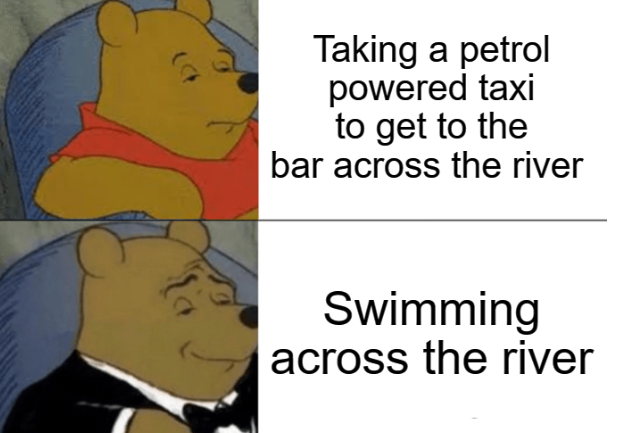 Taking a petrol
powered taxi
to get to the
bar across the river
Swimming
across the river